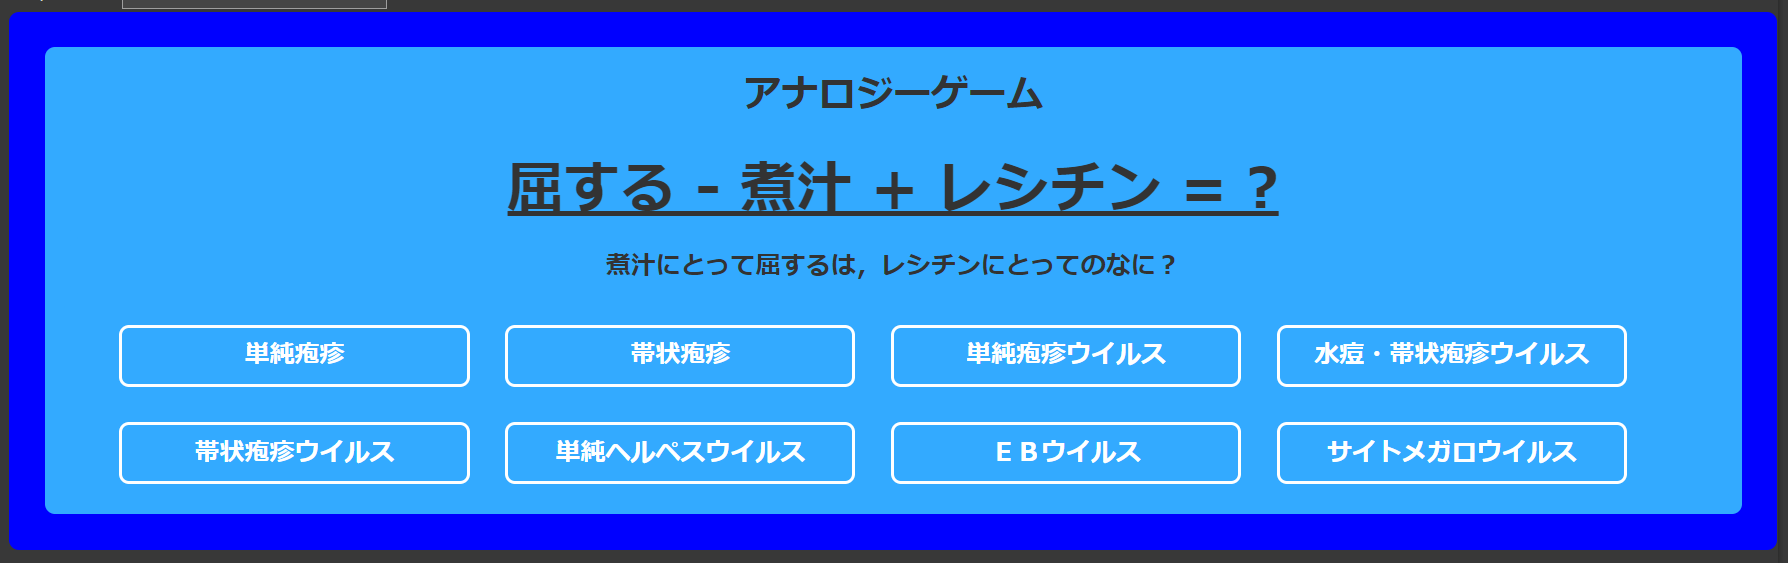 アナロジーゲーム
屈する - 煮汁 + レシチン = ?
煮汁にとって屈するは，レシチンにとってのなに？
単純疱疹
帯状疱疹
単純疱疹ウイルス
水痘・帯状疱疹ウイルス
帯状疱疹ウイルス
単純ヘルペスウイルス
ＥＢウイルス
サイトメガロウイルス